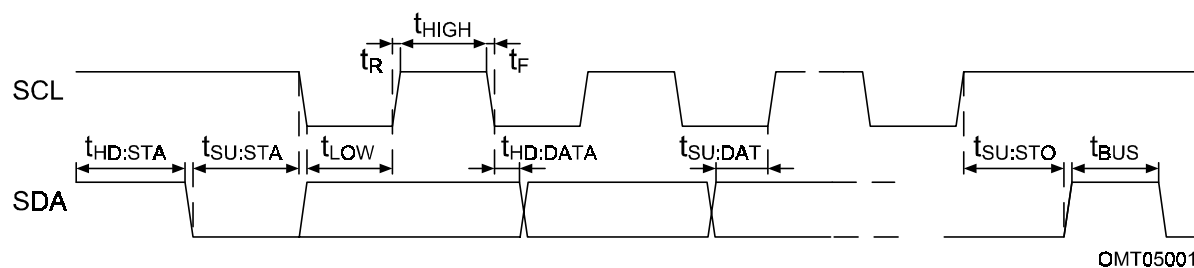 tHIGH
tR
tF
SCL
tHD:STA
tSU:STA
tLOW
tHD:DATA
tSU:DAT
tSU:STO
tBUS
SDA
OMT05001